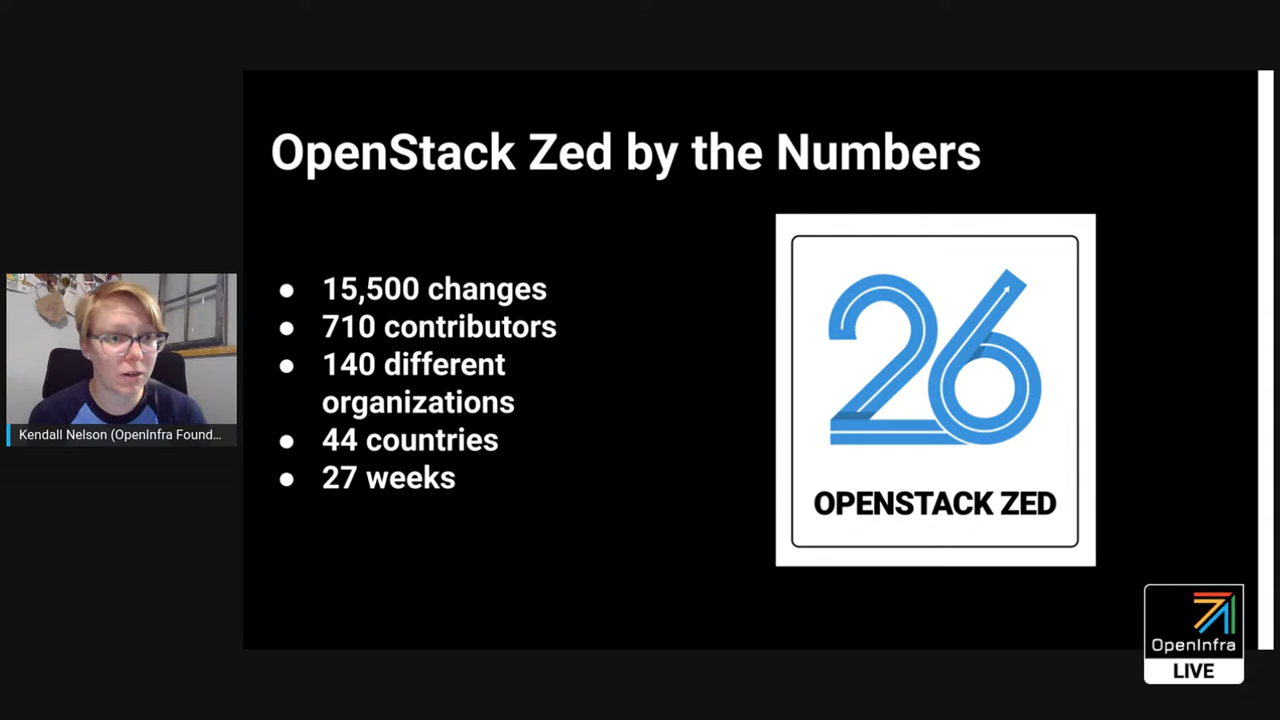 OpenStack Zed by the Numbers
● 15,500 changes
● 710 contributors
● 140 different
organizations
● 44 countries
● 27 weeks
26
OPENSTACK ZED
Kendall Nelson (OpenInfra Found...
OpenInfra
LIVE